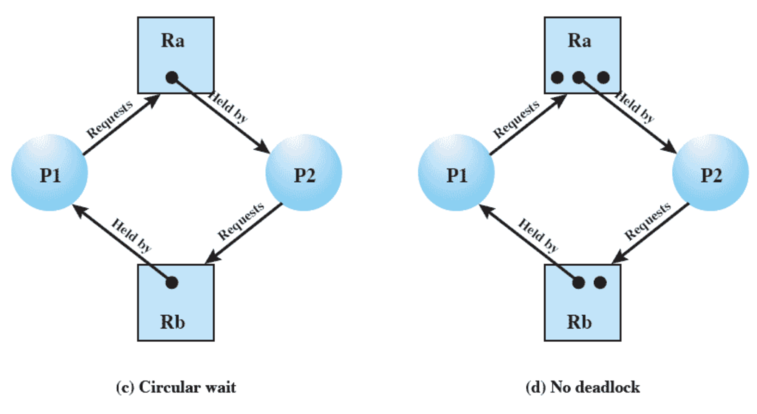 Ra
Ra
Requests
Held by
Requests
Held by
P1
P2
P1
P2
Held by
Requests
Held by
Requests
Rb
Rb
(c) Circular wait
(d) No deadlock